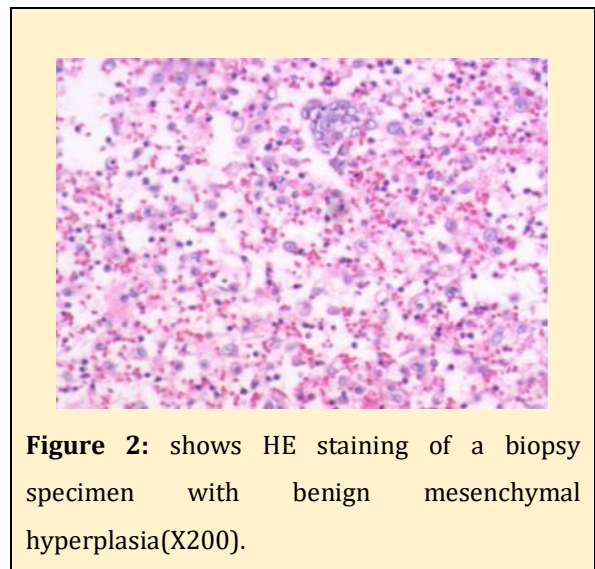 Figure 2: shows HE staining of a biopsy
specimen with benign mesenchymal
hyperplasia(X200).